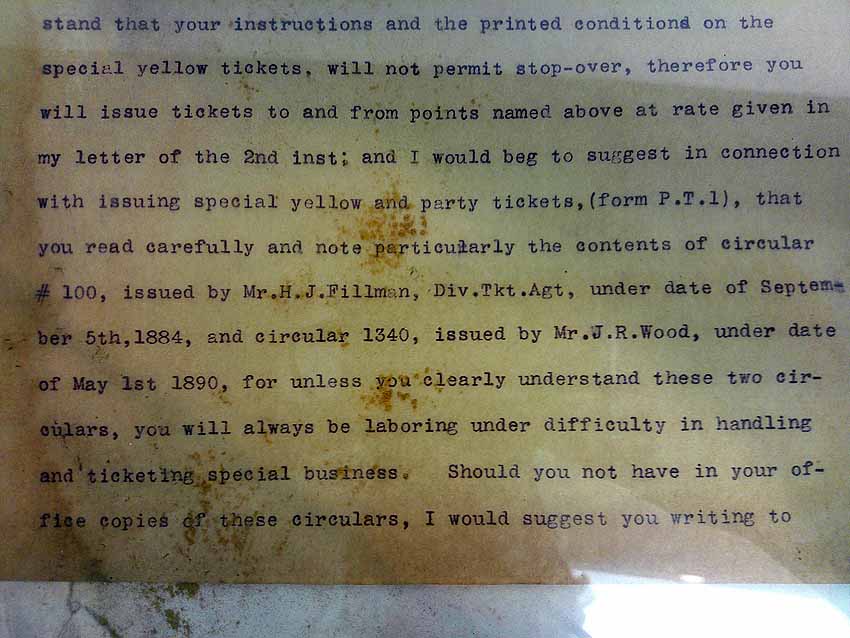 stand that your instructions and the printed conditions on the
special yellow tickets, will not permit stop-over, therefore you
will issue tickets to and from points named above at rate given in
my letter of the 2nd inst; and I would beg to suggest in connection
with issuing special yellow and party tickets,(form P.T.1), that
you read carefully and note particularly the contents of circular
# 100, issued by Mr.H.J.Fillman, Div.Tkt.Agt, under date of Septem-
ber 5th,1884, and circular 1340, issued by Mr.J.R.Wood, under date
of May 1st 1890, for unless you clearly understand these two cir-
culars, you will always be laboring under difficulty in handling
and ticketing special business. Should you not have in your of-
fice copies of these circulars, I would suggest you writing to